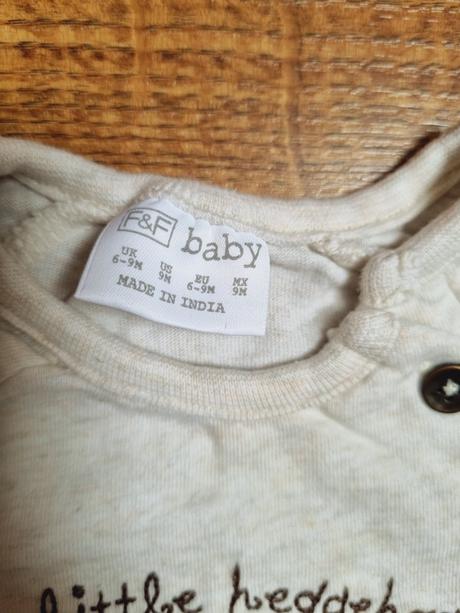 F&F baby
UK 6-9M US 9M EU 6-9M MX 9M
MADE IN INDIA
little